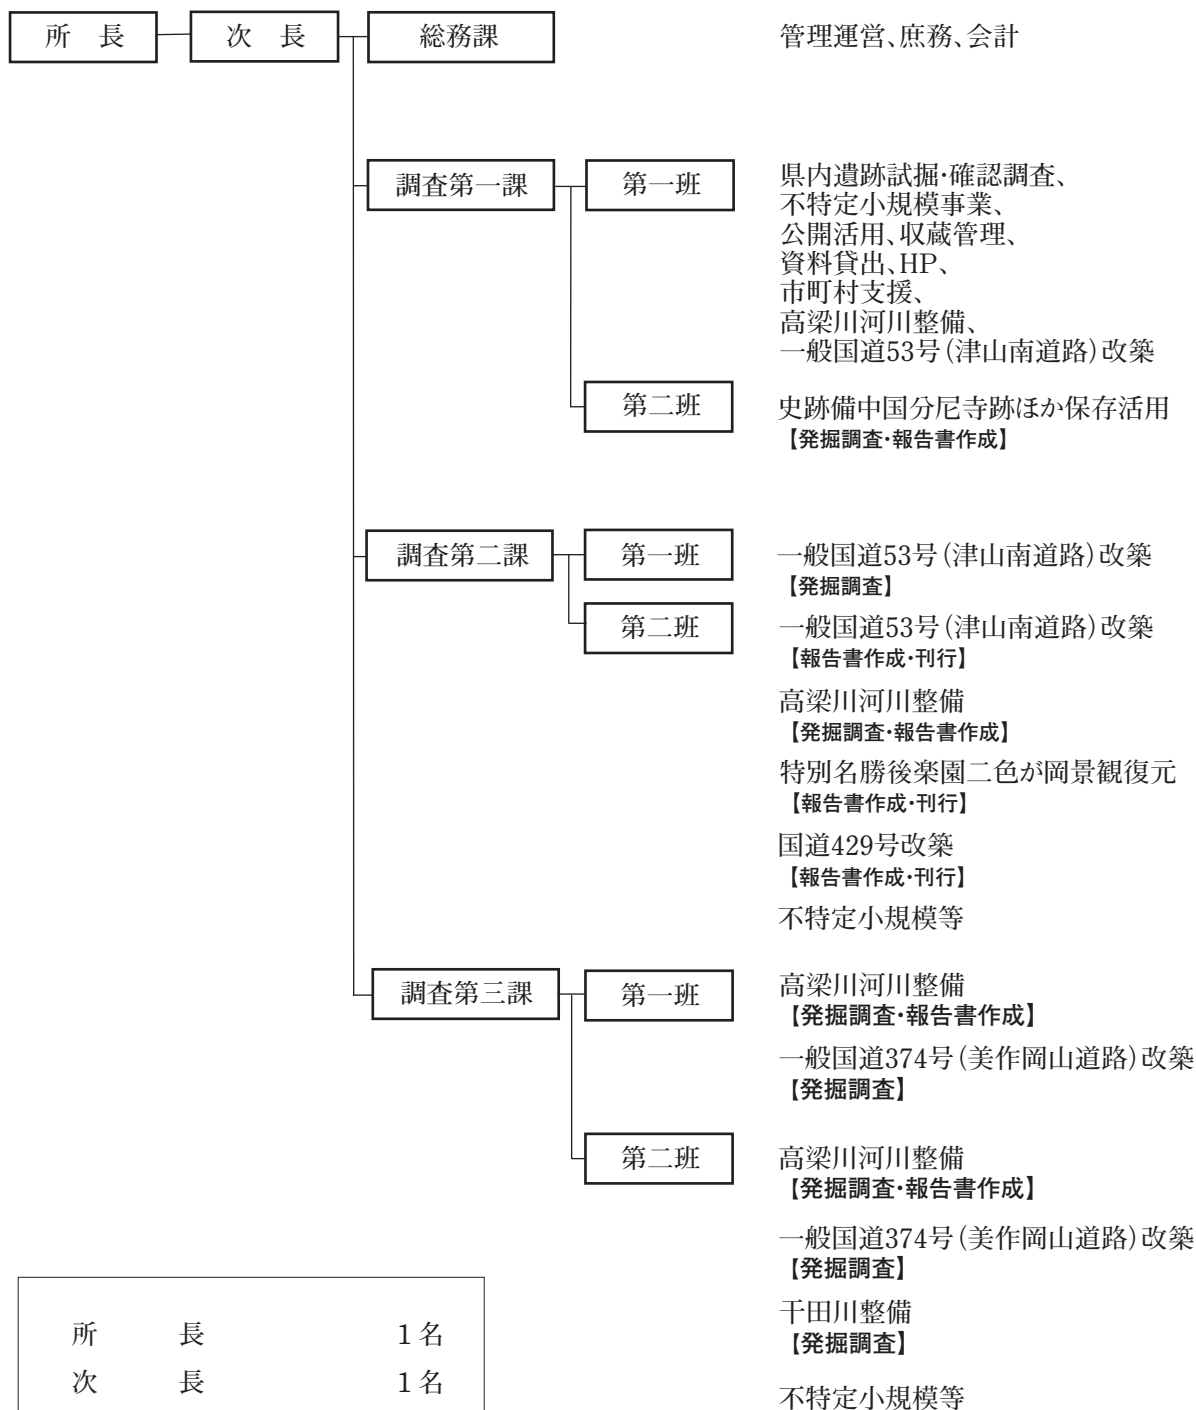 所　長　次　長　総務課　管理運営、庶務、会計
調査第一課　第一班　県内遺跡試掘・確認調査、
不特定小規模事業、
公開活用、収蔵管理、
資料貸出、HP、
市町村支援、
高梁川河川整備、
一般国道53号（津山南道路）改築
第二班　史跡備中国分尼寺跡ほか保存活用
【発掘調査・報告書作成】
調査第二課　第一班　一般国道53号（津山南道路）改築
【発掘調査】
第二班　一般国道53号（津山南道路）改築
【報告書作成・刊行】
高梁川河川整備
【発掘調査・報告書作成】
特別名勝後楽園二色が岡景観復元
【報告書作成・刊行】
国道429号改築
【報告書作成・刊行】
不特定小規模等
調査第三課　第一班　高梁川河川整備
【発掘調査・報告書作成】
一般国道374号（美作岡山道路）改築
【発掘調査】
第二班　高梁川河川整備
【発掘調査・報告書作成】
一般国道374号（美作岡山道路）改築
【発掘調査】
干田川整備
【発掘調査】
不特定小規模等
所　長　1名
次　長　1名